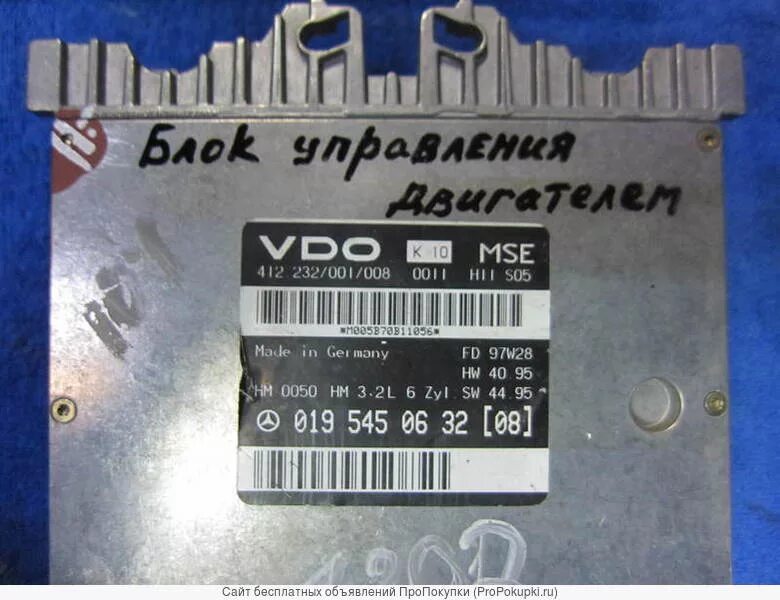 Блок управления
двигателем
VDO K 10 MSE
412 232/001/008 0011 H11 S05
*M005B70B11056*
Made in Germany FD 97W28
HW 40 95
HM 0050 HM 3.2L 6 Zyl. SW 44.95
019 545 06 32 [08]
Сайт бесплатных объявлений ПроПокупки (ProPokupki.ru)